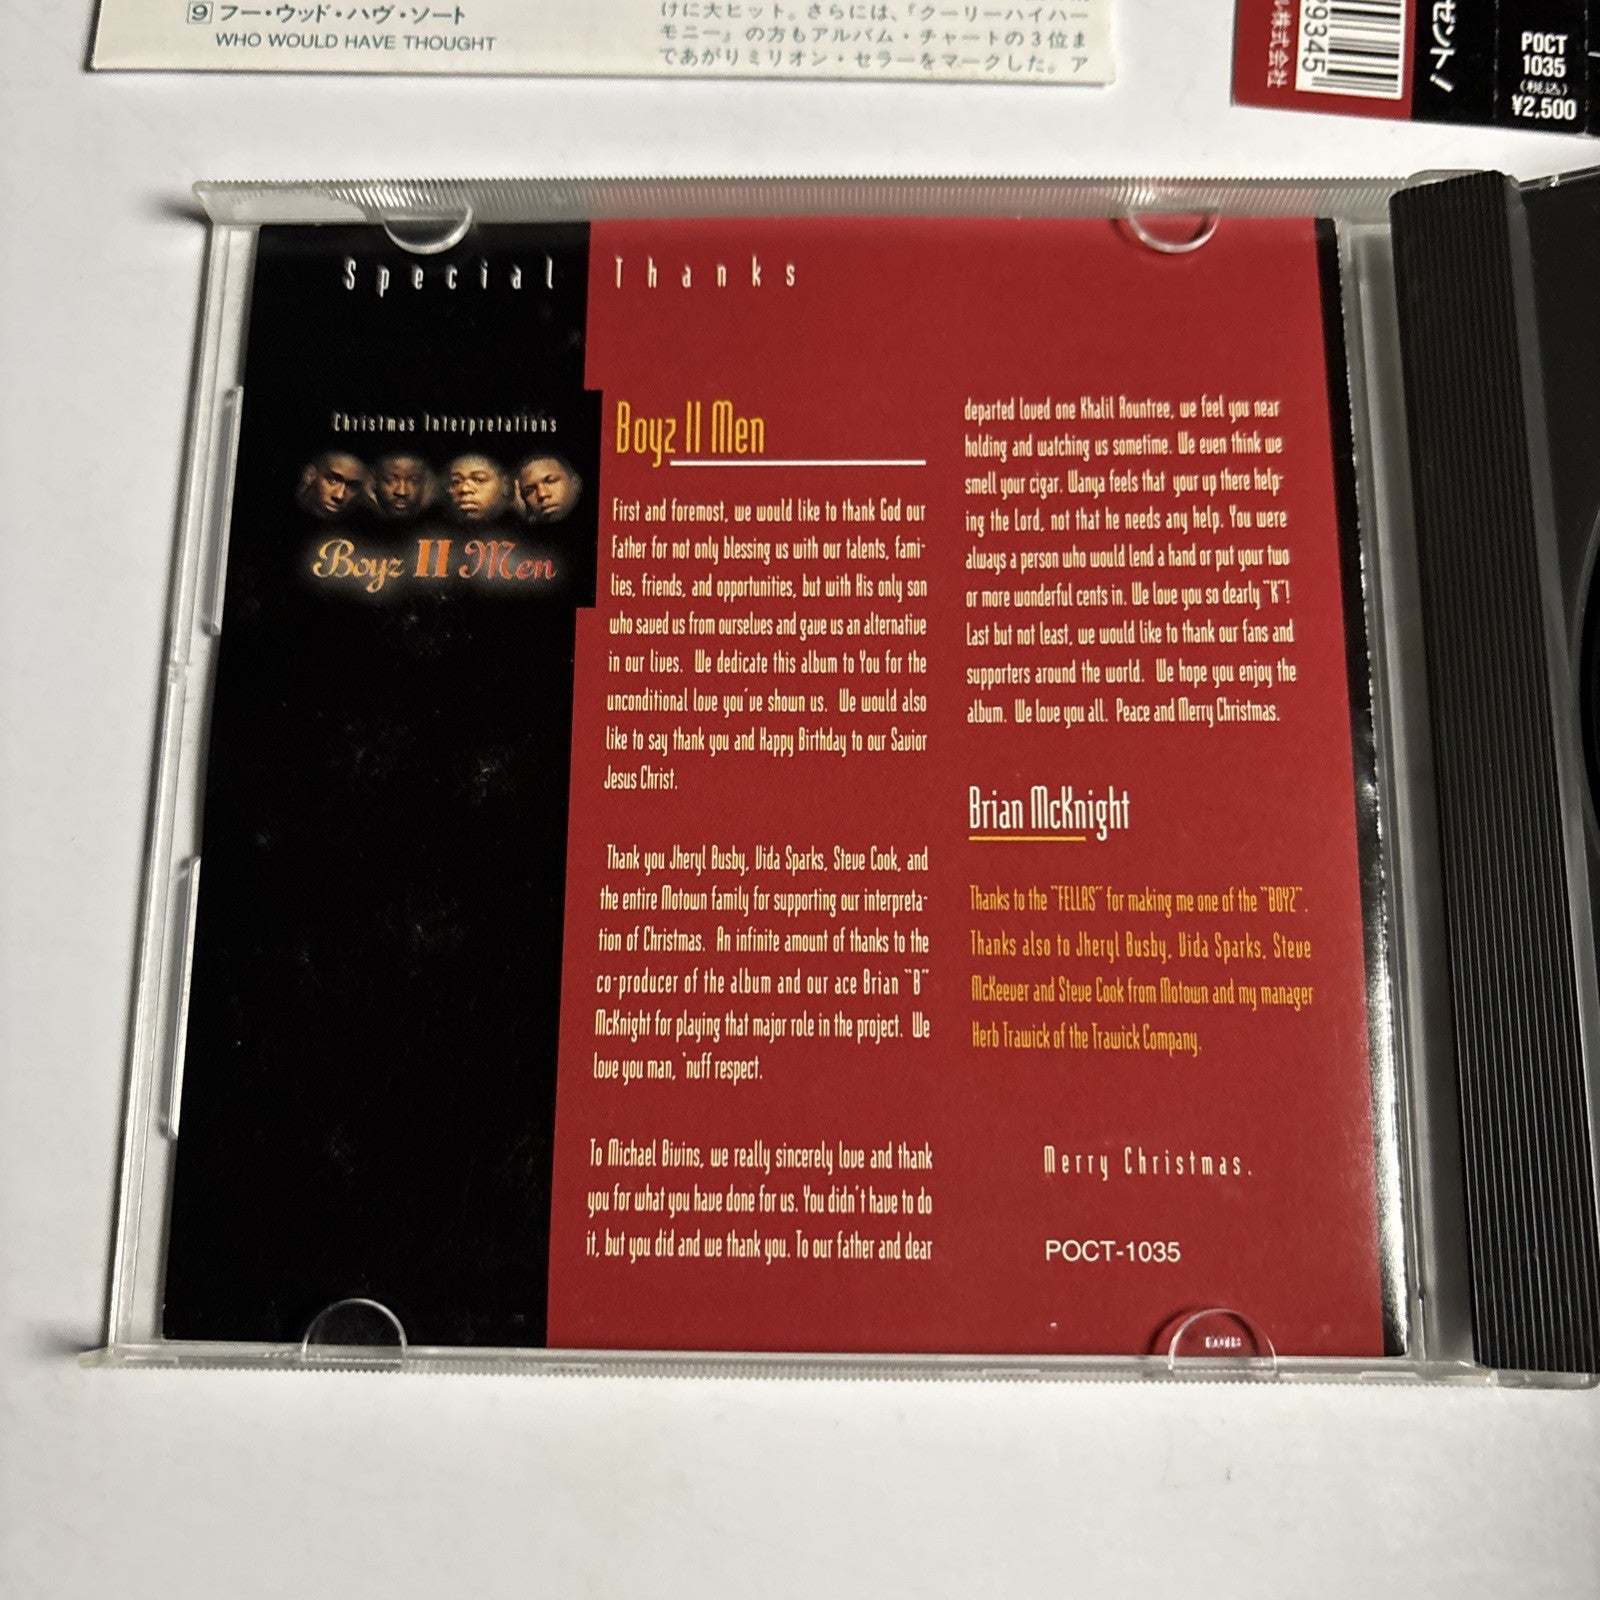 9 フー・ウッド・ハヴ・ソート
WHO WOULD HAVE THOUGHT
けに大ヒット。さらには、『クーリーハイハー
モニー』の方もアルバム・チャートの3位ま
であがりミリオン・セラーをマークした。ア
ル株式会社
9345
ゼント!
POCT
1035
(税込)
¥2,500
Special Thanks
Christmas Interpretations
Boyz II Men
Boyz II Men
First and foremost, we would like to thank God our
Father for not only blessing us with our talents, fami-
lies, friends, and opportunities, but with His only son
who saved us from ourselves and gave us an alternative
in our lives. We dedicate this album to You for the
unconditional love you've shown us. We would also
like to say thank you and Happy Birthday to our Savior
Jesus Christ.
Thank you Jheryl Busby, Vida Sparks, Steve Cook, and
the entire Motown family for supporting our interpreta-
tion of Christmas. An infinite amount of thanks to the
co-producer of the album and our ace Brian "B"
McKnight for playing that major role in the project. We
love you man, 'nuff respect.
To Michael Bivins, we really sincerely love and thank
you for what you have done for us. You didn't have to do
it, but you did and we thank you. To our father and dear
departed loved one Khalil Rountree, we feel you near
holding and watching us sometime. We even think we
smell your cigar. Wanya feels that your up there help-
ing the Lord, not that he needs any help. You were
always a person who would lend a hand or put your two
or more wonderful cents in. We love you so dearly "K"!
Last but not least, we would like to thank our fans and
supporters around the world. We hope you enjoy the
album. We love you all. Peace and Merry Christmas.
Brian McKnight
Thanks to the "FELLAS" for making me one of the "BOYZ".
Thanks also to Jheryl Busby, Vida Sparks, Steve
McKeever and Steve Cook from Motown and my manager
Herb Trawick of the Trawick Company.
Merry Christmas.
POCT-1035